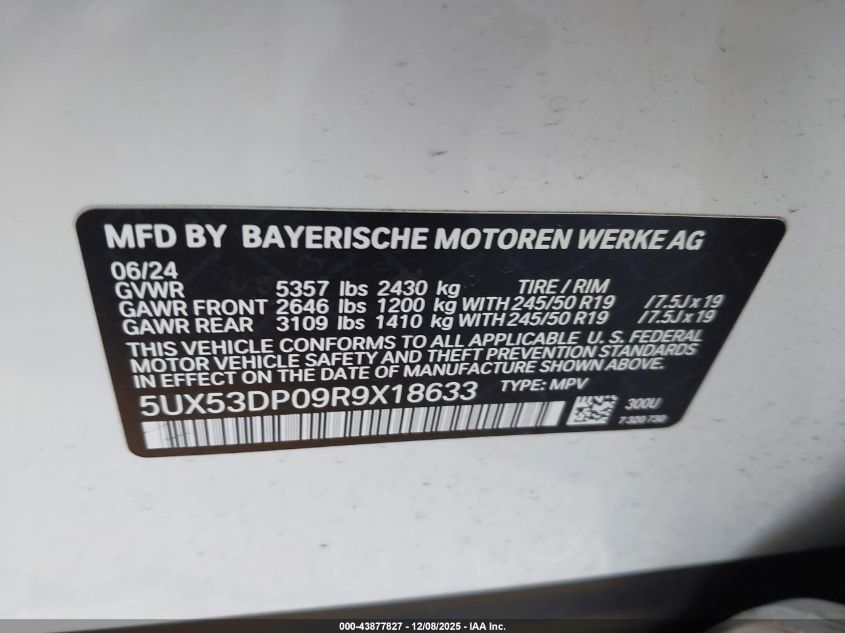 MFD BY BAYERISCHE MOTOREN WERKE AG
06/24
GVWR 5357 lbs 2430 kg TIRE / RIM
GAWR FRONT 2646 lbs 1200 kg WITH 245/50 R19 /7.5J x 19
GAWR REAR 3109 lbs 1410 kg WITH 245/50 R19 /7.5J x 19
THIS VEHICLE CONFORMS TO ALL APPLICABLE U. S. FEDERAL
MOTOR VEHICLE SAFETY AND THEFT PREVENTION STANDARDS
IN EFFECT ON THE DATE OF MANUFACTURE SHOWN ABOVE.
5UX53DP09R9X18633 TYPE: MPV
300U
7 320 730
000-43877827 - 12/08/2025 - IAA Inc.